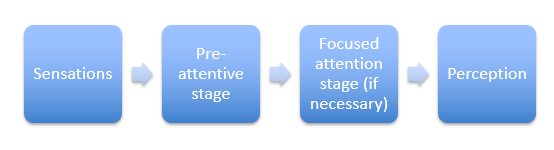 Sensations
Pre-
attentive
stage
Focused
attention
stage (if
necessary)
Perception